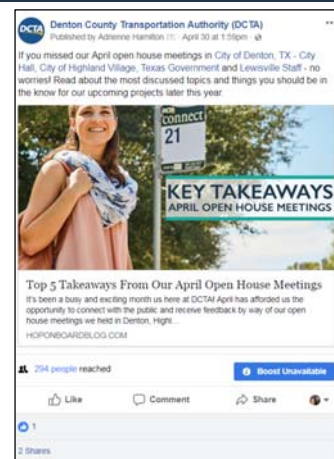 Denton County Transportation Authority (DCTA)
Published by Adrienne Hamilton · April 30 at 1:59pm ·
If you missed our April open house meetings in City of Denton, TX - City
Hall, City of Highland Village, Texas Government and Lewisville Staff - no
worries! Read about the most discussed topics and things you should be in
the know for our upcoming projects later this year.
DCTA
connect
21
KEY TAKEAWAYS
APRIL OPEN HOUSE MEETINGS
Top 5 Takeaways From Our April Open House Meetings
It's been a busy and exciting month us here at DCTA! April has afforded us the
opportunity to connect with the public and receive feedback by way of our open
house meetings we held in Denton, Highl...
HOPONBOARDBLOG.COM
294 people reached
Boost Unavailable
Like Comment Share
1
2 Shares